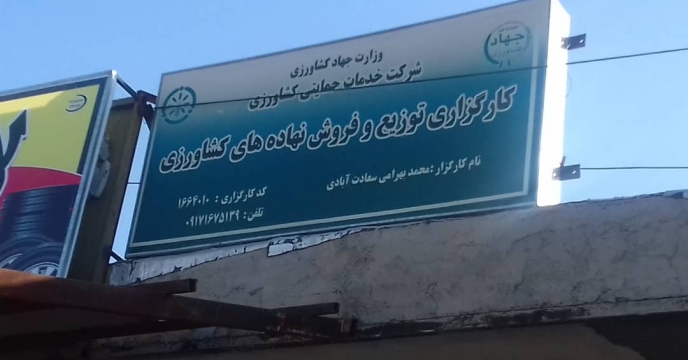 وزارت جهاد کشاورزی
شرکت خدمات حمایتی کشاورزی
کارگزاری توزیع و فروش نهاده های کشاورزی
نام کارگزار : محمد بهرامی سعادت آبادی
کد کارگزاری : ۱۶۶۴۰۱۰
تلفن : ۰۹۱۷۱۶۷۵۱۳۹
جهاد